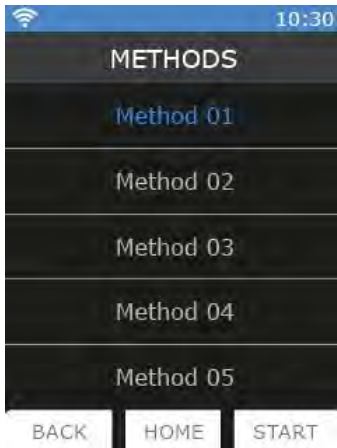 10:30
METHODS
Method 01
Method 02
Method 03
Method 04
Method 05
BACK HOME START